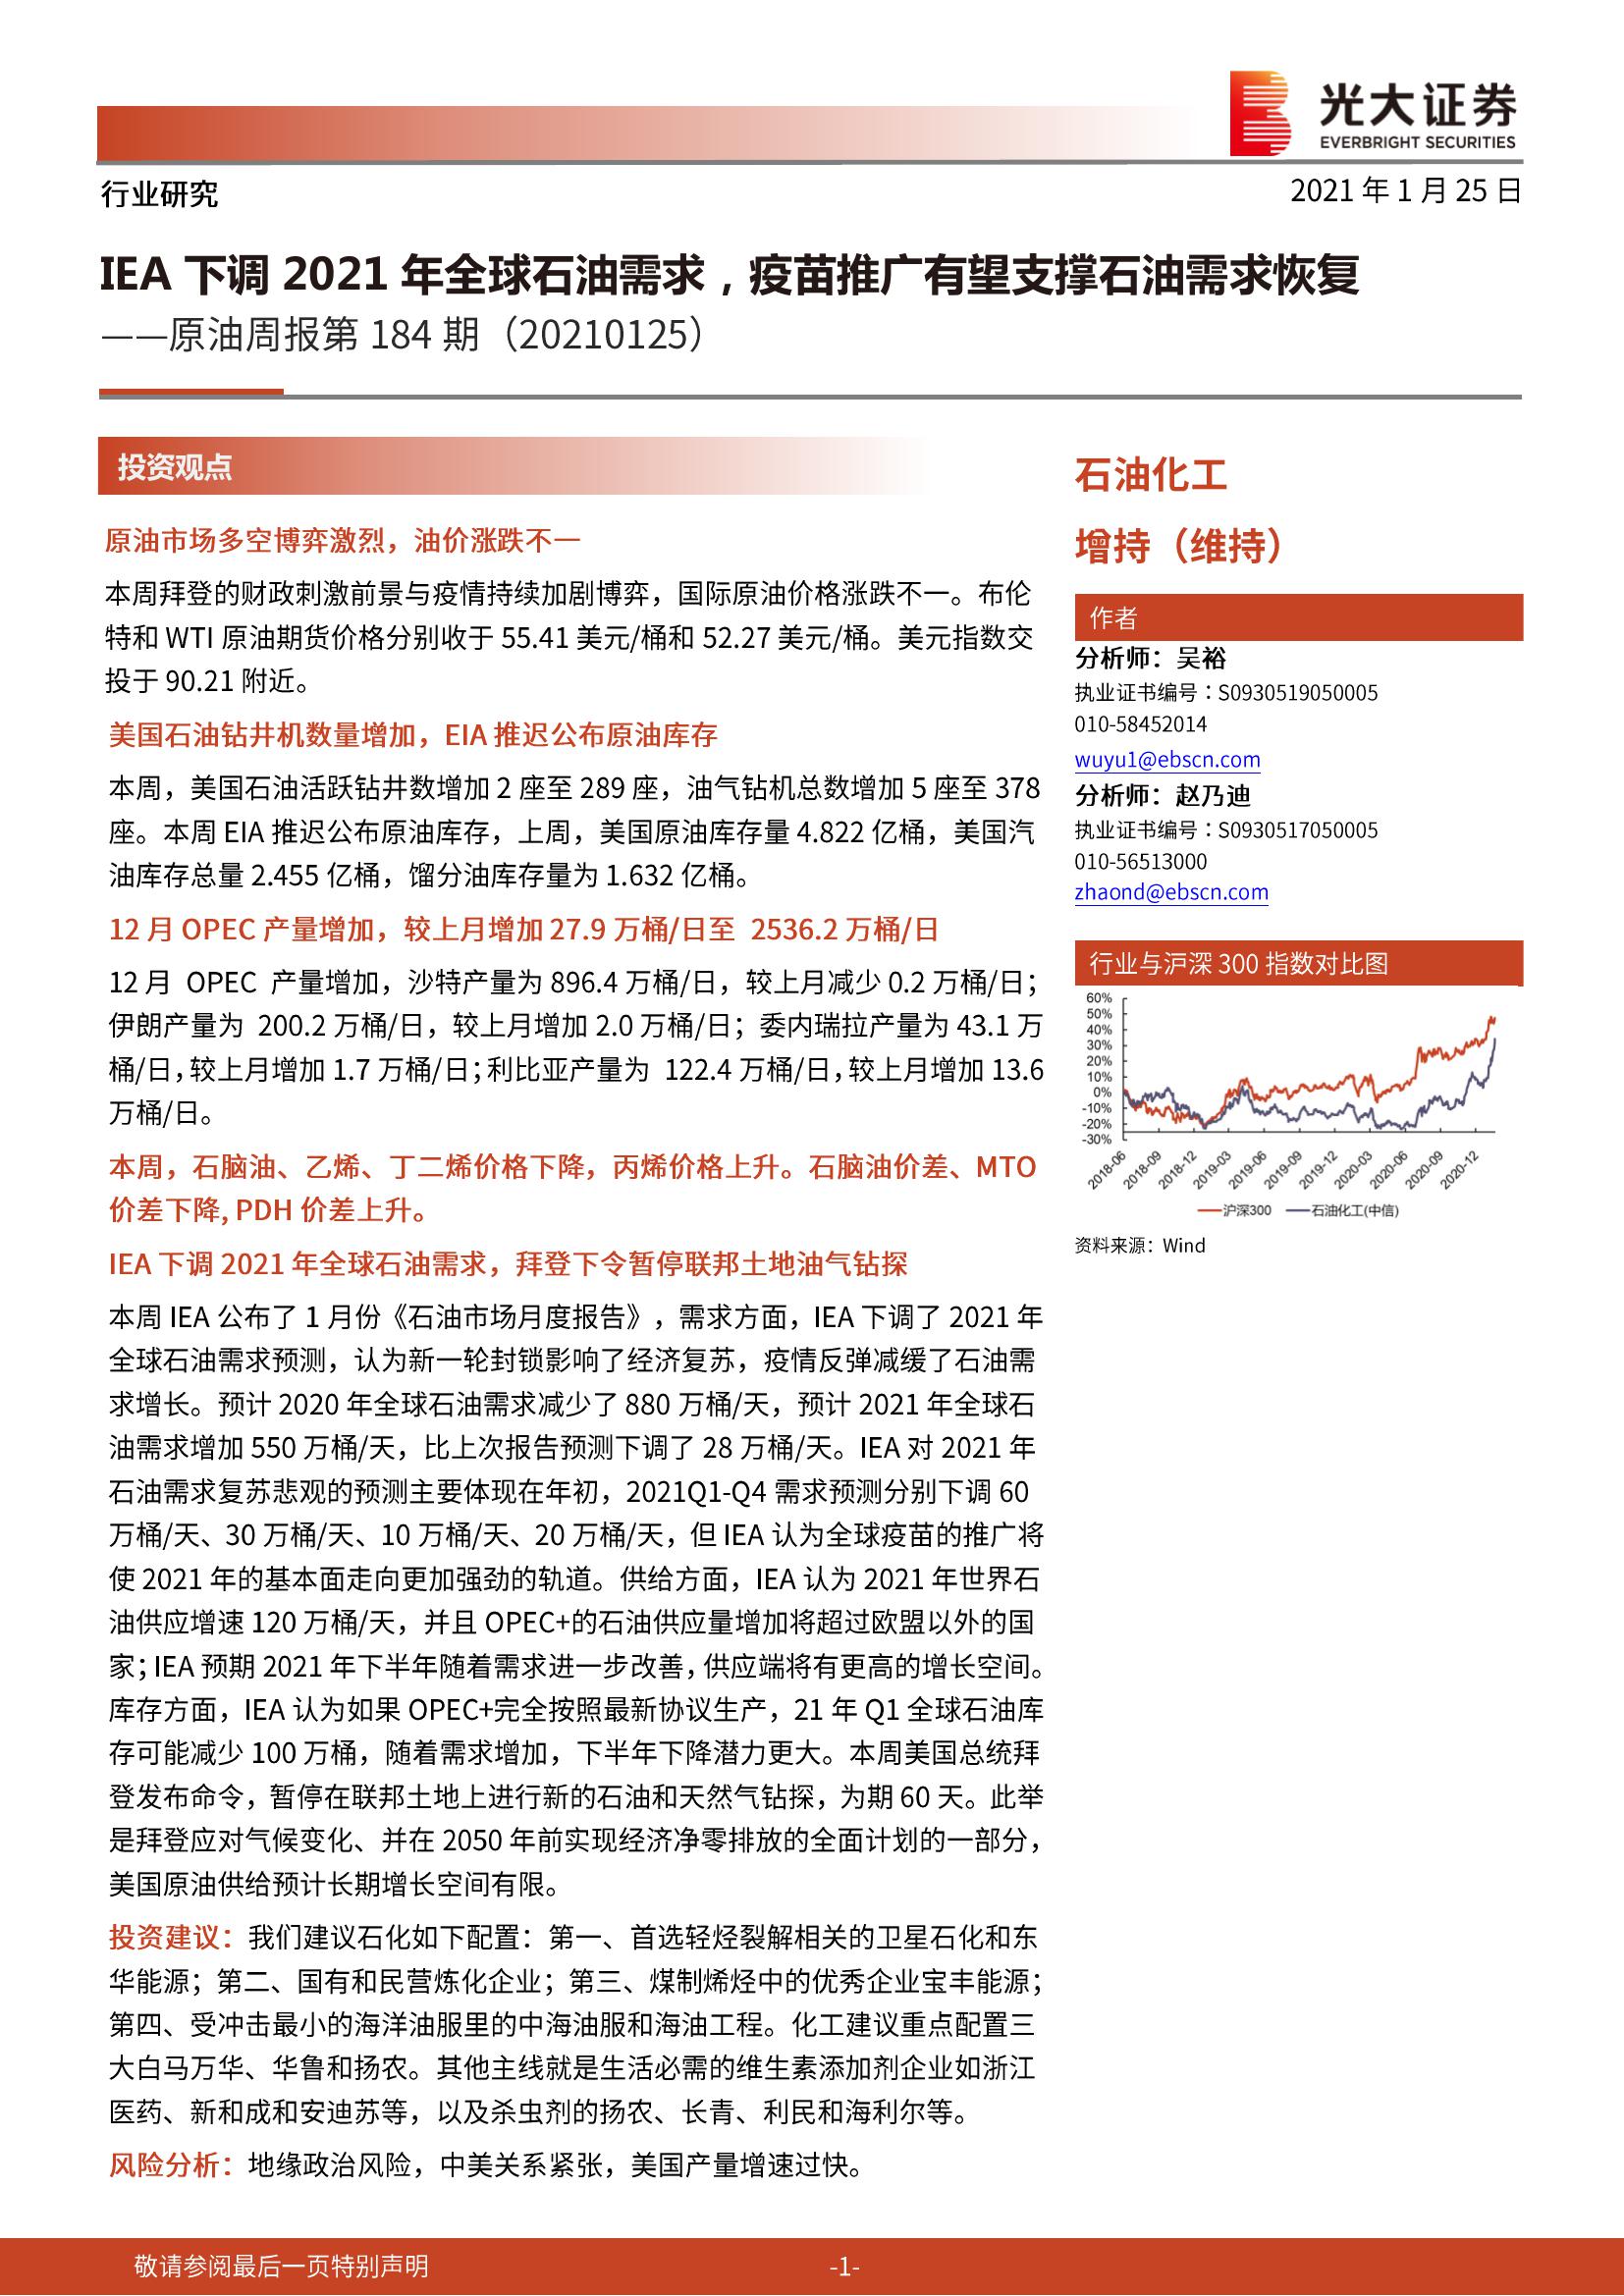 光大证券
EVERBRIGHT SECURITIES
行业研究
2021 年 1 月 25 日
IEA 下调 2021 年全球石油需求，疫苗推广有望支撑石油需求恢复
——原油周报第 184 期（20210125）
投资观点
原油市场多空博弈激烈，油价涨跌不一
本周拜登的财政刺激前景与疫情持续加剧博弈，国际原油价格涨跌不一。布伦
特和 WTI 原油期货价格分别收于 55.41 美元/桶和 52.27 美元/桶。美元指数交
投于 90.21 附近。
美国石油钻井机数量增加，EIA 推迟公布原油库存
本周，美国石油活跃钻井数增加 2 座至 289 座，油气钻机总数增加 5 座至 378
座。本周 EIA 推迟公布原油库存，上周，美国原油库存量 4.822 亿桶，美国汽
油库存总量 2.455 亿桶，馏分油库存量为 1.632 亿桶。
12 月 OPEC 产量增加，较上月增加 27.9 万桶/日至 2536.2 万桶/日
12 月 OPEC 产量增加，沙特产量为 896.4 万桶/日，较上月减少 0.2 万桶/日；
伊朗产量为 200.2 万桶/日，较上月增加 2.0 万桶/日；委内瑞拉产量为 43.1 万
桶/日，较上月增加 1.7 万桶/日；利比亚产量为 122.4 万桶/日，较上月增加 13.6
万桶/日。
本周，石脑油、乙烯、丁二烯价格下降，丙烯价格上升。石脑油价差、MTO
价差下降, PDH 价差上升。
IEA 下调 2021 年全球石油需求，拜登下令暂停联邦土地油气钻探
本周 IEA 公布了 1 月份《石油市场月度报告》，需求方面，IEA 下调了 2021 年
全球石油需求预测，认为新一轮封锁影响了经济复苏，疫情反弹减缓了石油需
求增长。预计 2020 年全球石油需求减少了 880 万桶/天，预计 2021 年全球石
油需求增加 550 万桶/天，比上次报告预测下调了 28 万桶/天。IEA 对 2021 年
石油需求复苏悲观的预测主要体现在年初，2021Q1-Q4 需求预测分别下调 60
万桶/天、30 万桶/天、10 万桶/天、20 万桶/天，但 IEA 认为全球疫苗的推广将
使 2021 年的基本面走向更加强劲的轨道。供给方面，IEA 认为 2021 年世界石
油供应增速 120 万桶/天，并且 OPEC+的石油供应量增加将超过欧盟以外的国
家；IEA 预期 2021 年下半年随着需求进一步改善，供应端将有更高的增长空间。
库存方面，IEA 认为如果 OPEC+完全按照最新协议生产，21 年 Q1 全球石油库
存可能减少 100 万桶，随着需求增加，下半年下降潜力更大。本周美国总统拜
登发布命令，暂停在联邦土地上进行新的石油和天然气钻探，为期 60 天。此举
是拜登应对气候变化、并在 2050 年前实现经济净零排放的全面计划的一部分，
美国原油供给预计长期增长空间有限。
投资建议：我们建议石化如下配置：第一、首选轻烃裂解相关的卫星石化和东
华能源；第二、国有和民营炼化企业；第三、煤制烯烃中的优秀企业宝丰能源；
第四、受冲击最小的海洋油服里的中海油服和海油工程。化工建议重点配置三
大白马万华、华鲁和扬农。其他主线就是生活必需的维生素添加剂企业如浙江
医药、新和成和安迪苏等，以及杀虫剂的扬农、长青、利民和海利尔等。
风险分析：地缘政治风险，中美关系紧张，美国产量增速过快。
石油化工
增持（维持）
作者
分析师：吴裕
执业证书编号：S0930519050005
010-58452014
wuyu1@ebscn.com
分析师：赵乃迪
执业证书编号：S0930517050005
010-56513000
zhaond@ebscn.com
行业与沪深 300 指数对比图
60%
50%
40%
30%
20%
10%
0%
-10%
-20%
-30%
2018-06 2018-09 2018-12 2019-03 2019-06 2019-09 2019-12 2020-03 2020-06 2020-09 2020-12
沪深300 石油化工(中信)
资料来源：Wind
敬请参阅最后一页特别声明 -1-